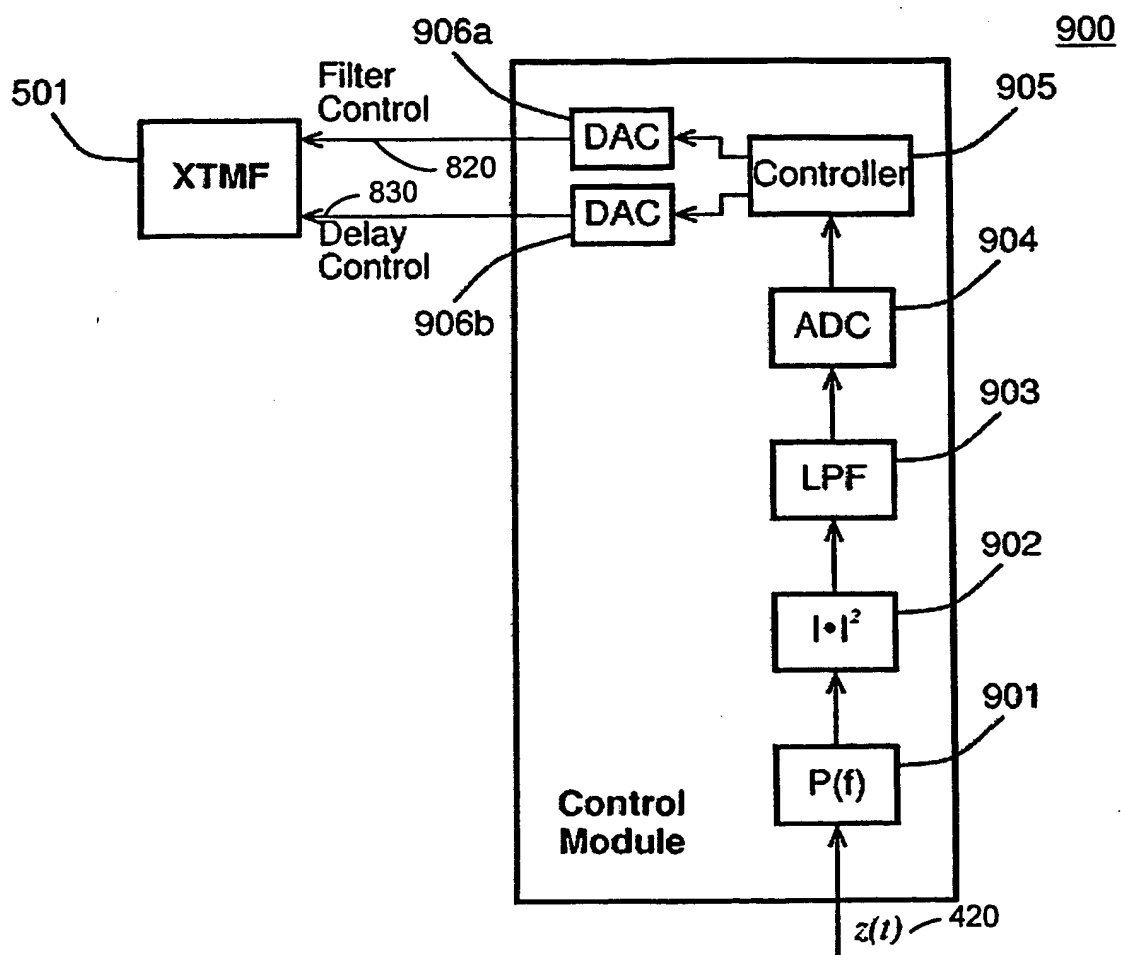 900
906a
501
Filter
Control
905
DAC
Controller
XTMF
820
830
DAC
Delay
Control
904
906b
ADC
903
LPF
902
|•|²
901
P(f)
Control
Module
z(t)
420